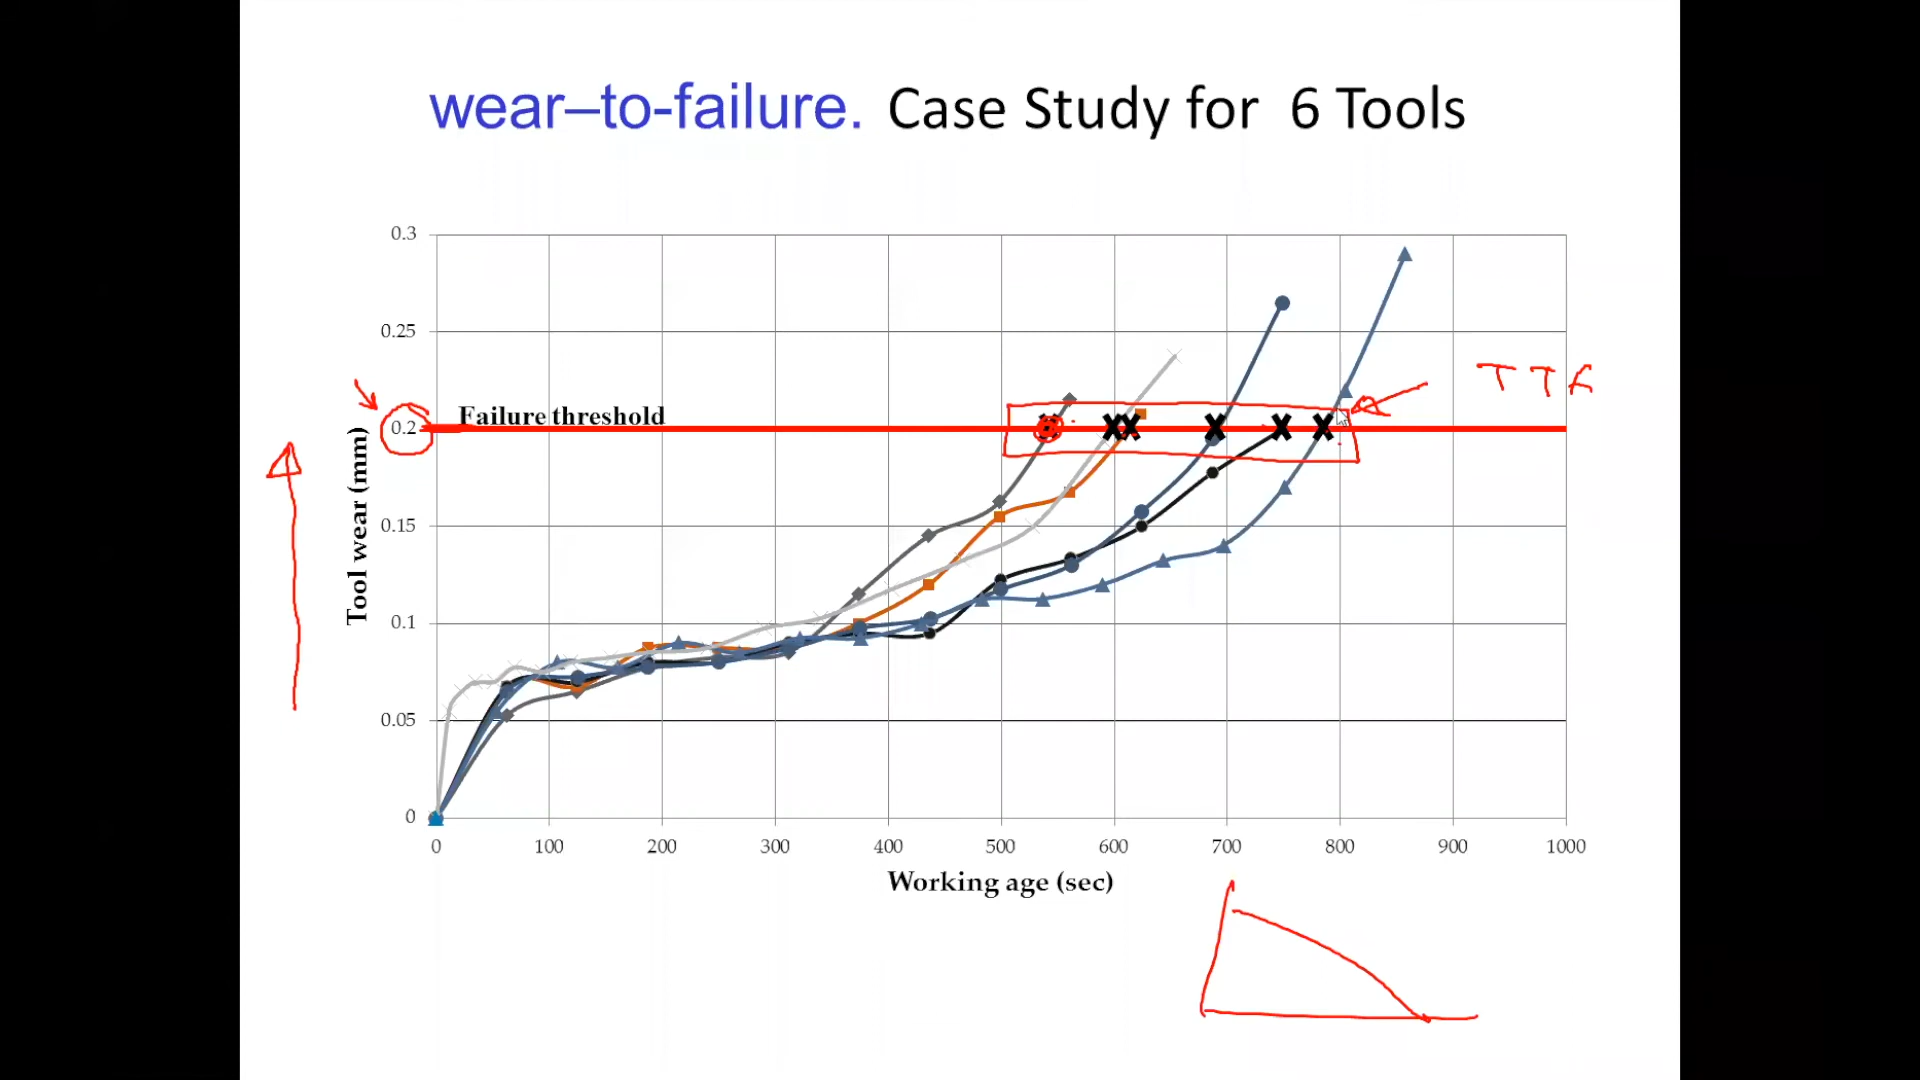 wear–to-failure. Case Study for 6 Tools
0.3
0.25
TTF
Failure threshold
0.2
Tool wear (mm)
0.15
0.1
0.05
0
0 100 200 300 400 500 600 700 800 900 1000
Working age (sec)